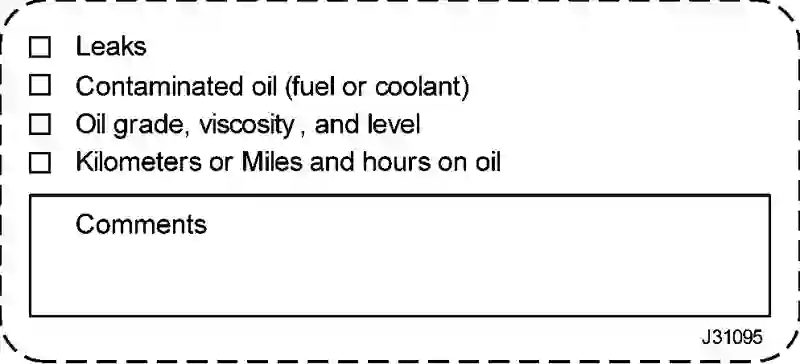 Leaks
Contaminated oil (fuel or coolant)
Oil grade, viscosity , and level
Kilometers or Miles and hours on oil
Comments
J31095